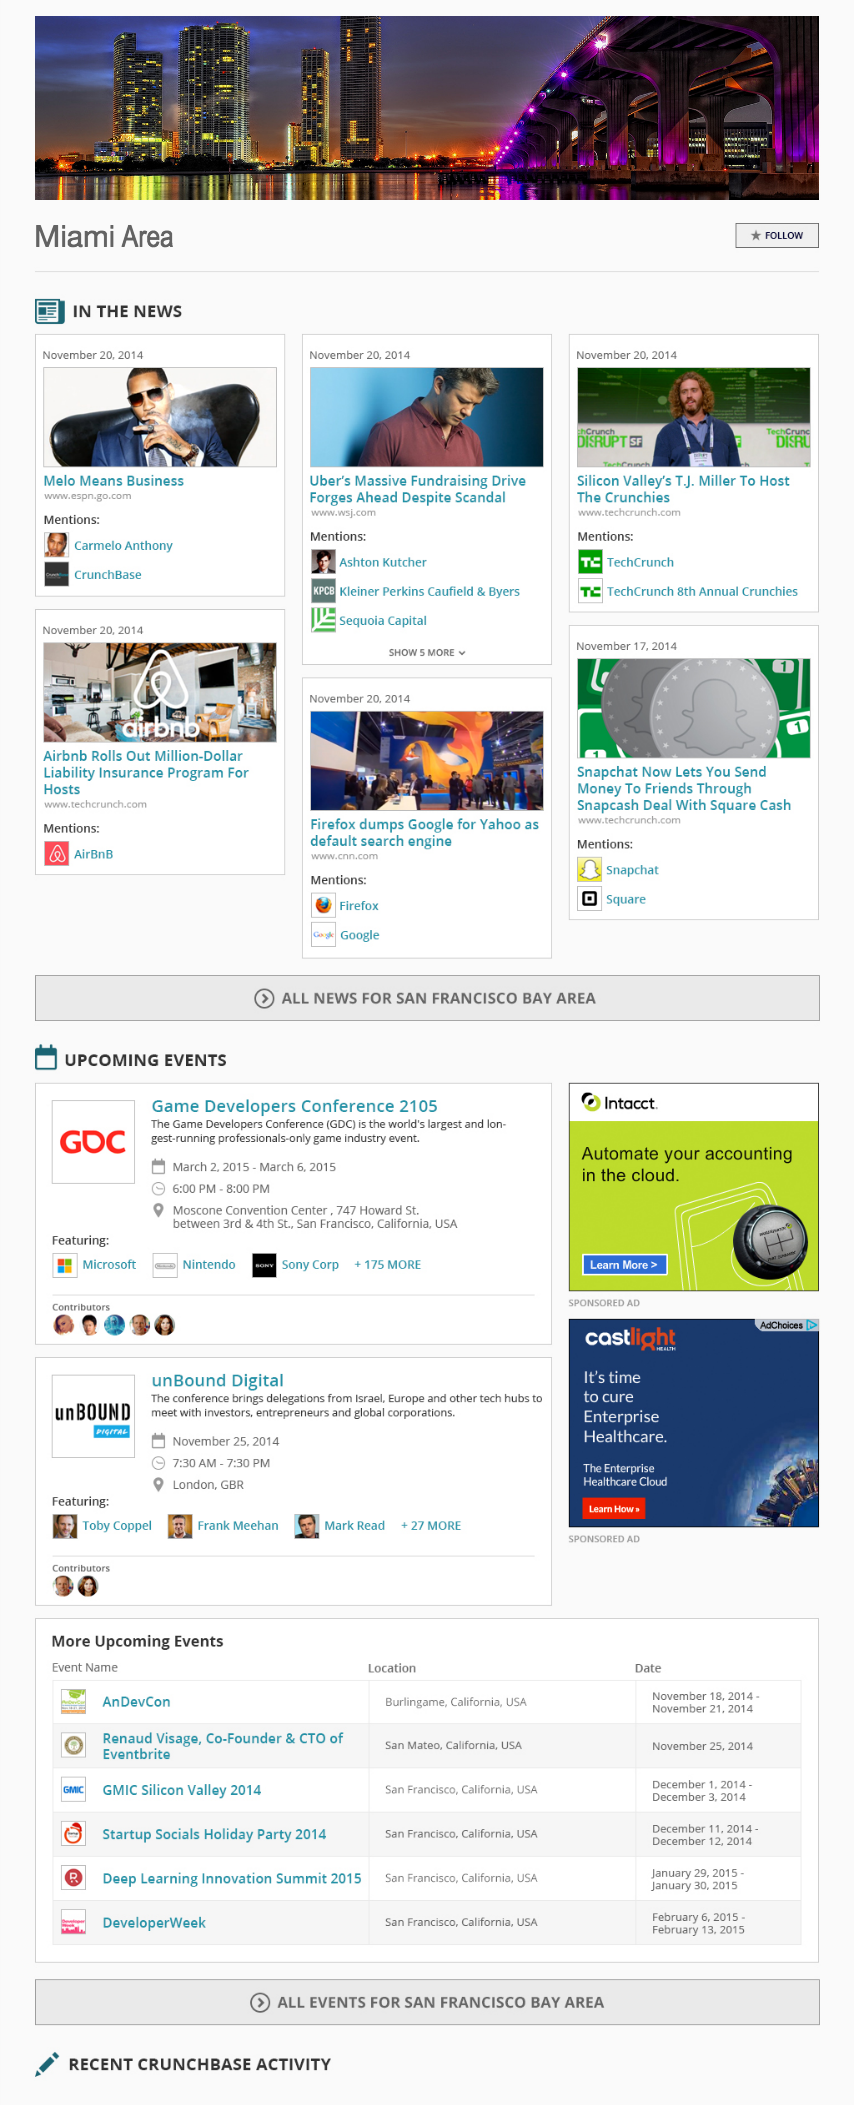 Miami Area
FOLLOW
IN THE NEWS
November 20, 2014
Melo Means Business
www.espn.go.com
Mentions:
Carmelo Anthony
CrunchBase
November 20, 2014
airbnb
Airbnb Rolls Out Million-Dollar
Liability Insurance Program For
Hosts
www.techcrunch.com
Mentions:
AirBnB
November 20, 2014
Uber's Massive Fundraising Drive
Forges Ahead Despite Scandal
www.wsj.com
Mentions:
Ashton Kutcher
KPCB Kleiner Perkins Caufield & Byers
Sequoia Capital
SHOW 5 MORE
November 20, 2014
Firefox dumps Google for Yahoo as
default search engine
www.cnn.com
Mentions:
Firefox
Google Google
November 20, 2014
TechCrunch
DISRUPT SF
Silicon Valley's T.J. Miller To Host
The Crunchies
www.techcrunch.com
Mentions:
TC TechCrunch
TC TechCrunch 8th Annual Crunchies
November 17, 2014
Snapchat Now Lets You Send
Money To Friends Through
Snapcash Deal With Square Cash
www.techcrunch.com
Mentions:
Snapchat
Square
ALL NEWS FOR SAN FRANCISCO BAY AREA
UPCOMING EVENTS
GDC
Game Developers Conference 2105
The Game Developers Conference (GDC) is the world's largest and lon-
gest-running professionals-only game industry event.
March 2, 2015 - March 6, 2015
6:00 PM - 8:00 PM
Moscone Convention Center , 747 Howard St.
between 3rd & 4th St., San Francisco, California, USA
Featuring:
Microsoft Nintendo SONY Sony Corp + 175 MORE
Contributors
unBOUND
DIGITAL
unBound Digital
The conference brings delegations from Israel, Europe and other tech hubs to
meet with investors, entrepreneurs and global corporations.
November 25, 2014
7:30 AM - 7:30 PM
London, GBR
Featuring:
Toby Coppel Frank Meehan Mark Read + 27 MORE
Contributors
Intacct.
Automate your accounting
in the cloud.
Learn More >
SPONSORED AD
AdChoices
castlight
HEALTH
It's time
to cure
Enterprise
Healthcare.
The Enterprise
Healthcare Cloud
Learn How »
SPONSORED AD
More Upcoming Events
Event Name Location Date
AnDevCon Burlingame, California, USA November 18, 2014 -
November 21, 2014
Renaud Visage, Co-Founder & CTO of
Eventbrite San Mateo, California, USA November 25, 2014
GMIC GMIC Silicon Valley 2014 San Francisco, California, USA December 1, 2014 -
December 3, 2014
Startup Socials Holiday Party 2014 San Francisco, California, USA December 11, 2014 -
December 12, 2014
Deep Learning Innovation Summit 2015 San Francisco, California, USA January 29, 2015 -
January 30, 2015
DeveloperWeek San Francisco, California, USA February 6, 2015 -
February 13, 2015
ALL EVENTS FOR SAN FRANCISCO BAY AREA
RECENT CRUNCHBASE ACTIVITY